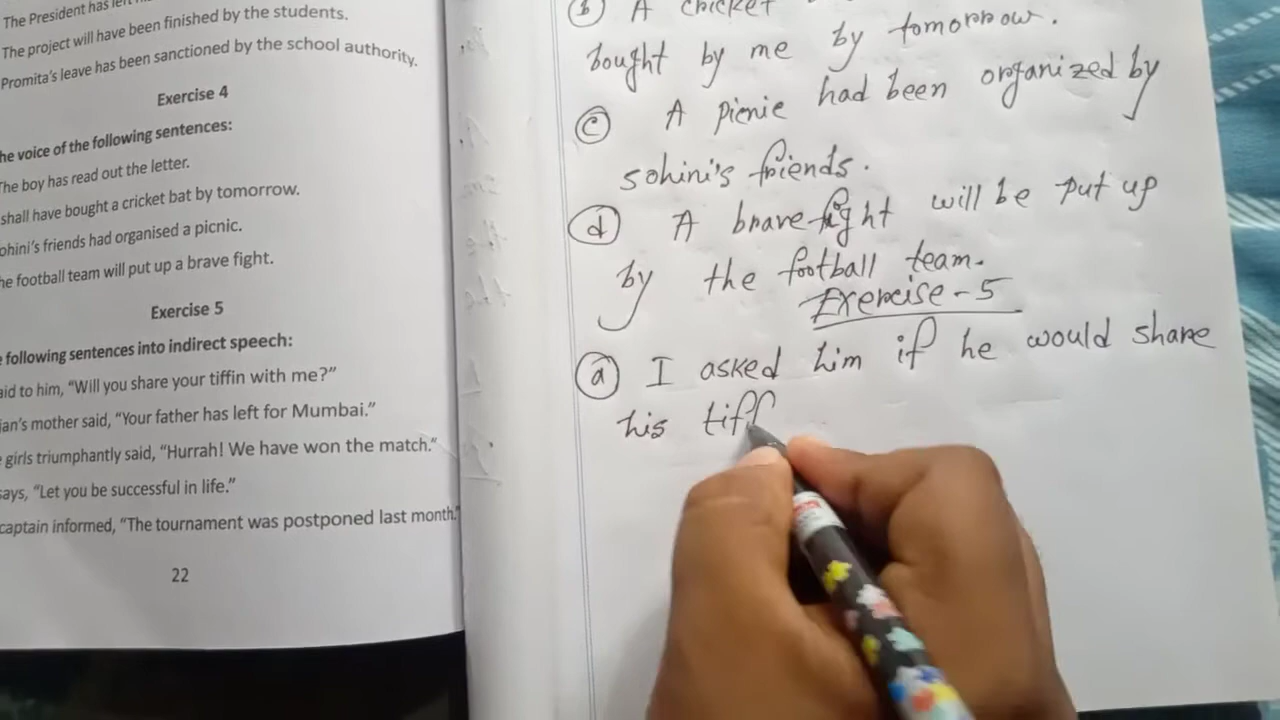 The President has left
The project will have been finished by the students.
Promita's leave has been sanctioned by the school authority.
Exercise 4
he voice of the following sentences:
The boy has read out the letter.
shall have bought a cricket bat by tomorrow.
ohini's friends had organised a picnic.
he football team will put up a brave fight.
Exercise 5
following sentences into indirect speech:
aid to him, "Will you share your tiffin with me?"
ian's mother said, "Your father has left for Mumbai."
girls triumphantly said, "Hurrah! We have won the match."
says, "Let you be successful in life."
captain informed, "The tournament was postponed last month."
22
(b) A cricket
bought by me by tomorrow.
(c) A picnic had been organized by
sohini's friends.
(d) A brave fight will be put up
by the football team.
Exercise-5
(a) I asked him if he would share
his tiff